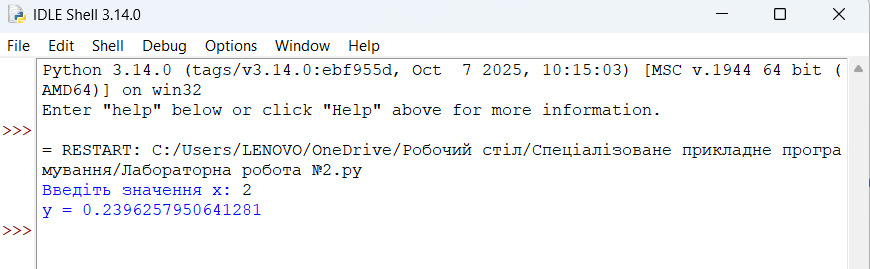 IDLE Shell 3.14.0
File Edit Shell Debug Options Window Help
Python 3.14.0 (tags/v3.14.0:ebf955d, Oct  7 2025, 10:15:03) [MSC v.1944 64 bit (
AMD64)] on win32
Enter "help" below or click "Help" above for more information.
>>>
= RESTART: C:/Users/LENOVO/OneDrive/Робочий стіл/Спеціалізоване прикладне програ
мування/Лабораторна робота №2.py
Введіть значення x: 2
y = 0.2396257950641281
>>>